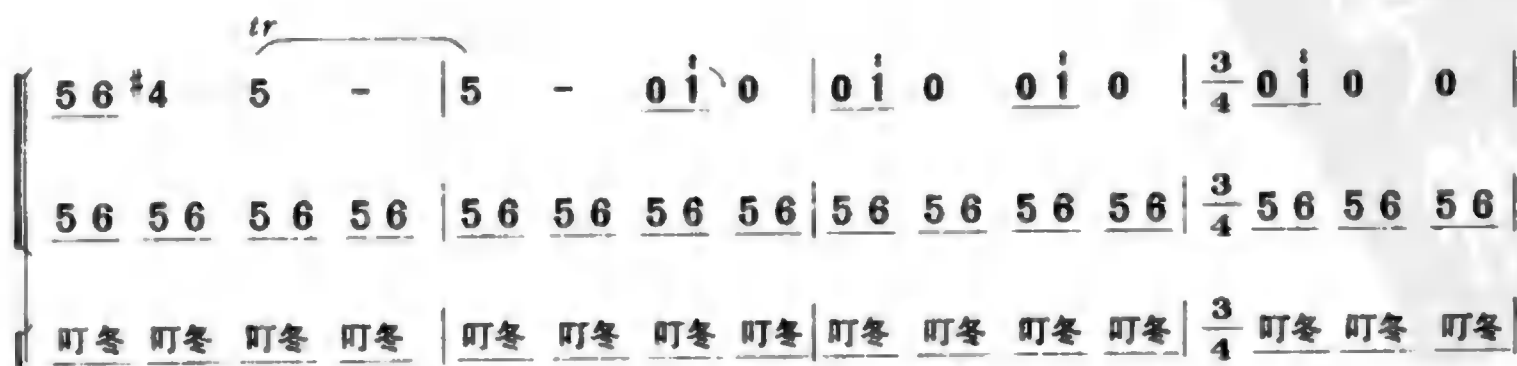 tr
5 6 #4 5 - | 5 - 0 i 0 | 0 i 0 0 i 0 | 3/4 0 i 0 0 |
5 6 5 6 5 6 5 6 | 5 6 5 6 5 6 5 6 | 5 6 5 6 5 6 5 6 | 3/4 5 6 5 6 5 6 |
叮冬 叮冬 叮冬 叮冬 | 叮冬 叮冬 叮冬 叮冬 | 叮冬 叮冬 叮冬 叮冬 | 3/4 叮冬 叮冬 叮冬 |